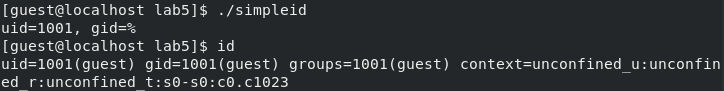 [guest@localhost lab5]$ ./simpleid
uid=1001, gid=%
[guest@localhost lab5]$ id
uid=1001(guest) gid=1001(guest) groups=1001(guest) context=unconfined_u:unconfin
ed_r:unconfined_t:s0-s0:c0.c1023